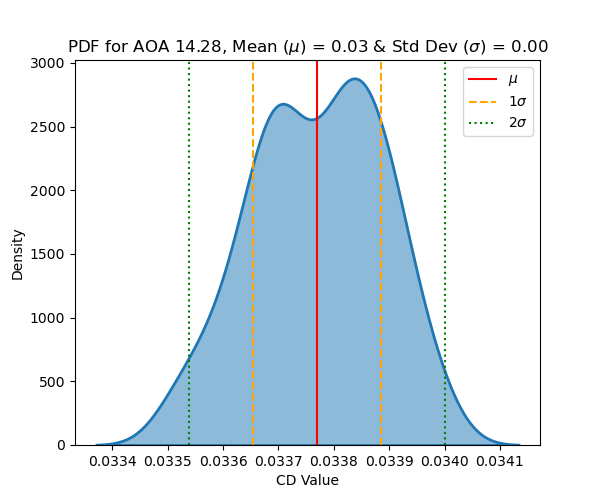 PDF for AOA 14.28, Mean (μ) = 0.03 & Std Dev (σ) = 0.00
μ
1σ
2σ
3000
2500
2000
1500
1000
500
0
Density
0.0334 0.0335 0.0336 0.0337 0.0338 0.0339 0.0340 0.0341
CD Value